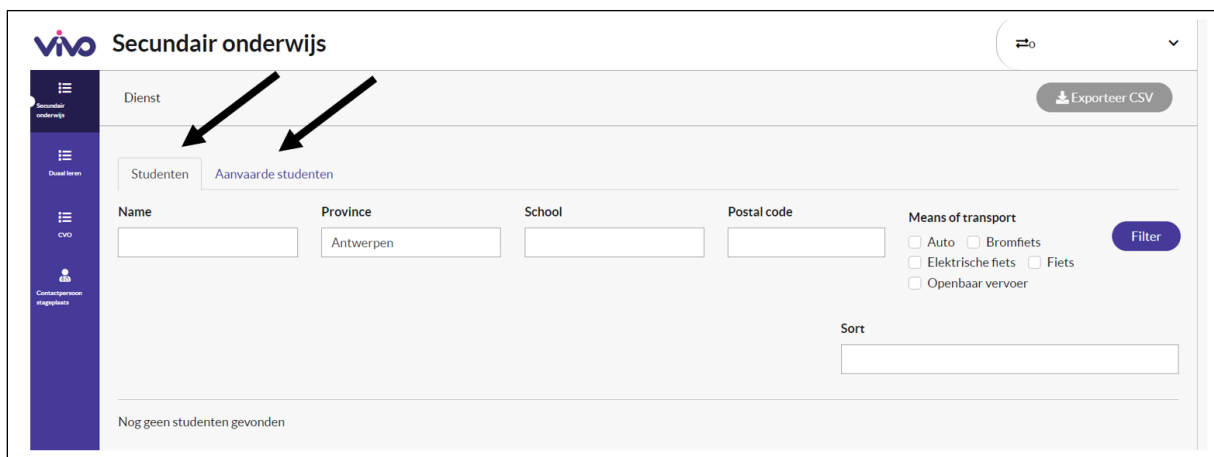 vivo Secundair onderwijs
o
Secundair
onderwijs
Dienst
Exporteer CSV
Duaal leren
Studenten Aanvaarde studenten
CVO
Name Province School Postal code Means of transport
Antwerpen
Auto Bromfiets
Filter
Elektrische fiets Fiets
Openbaar vervoer
Contactpersoon
stageplaats
Sort
Nog geen studenten gevonden